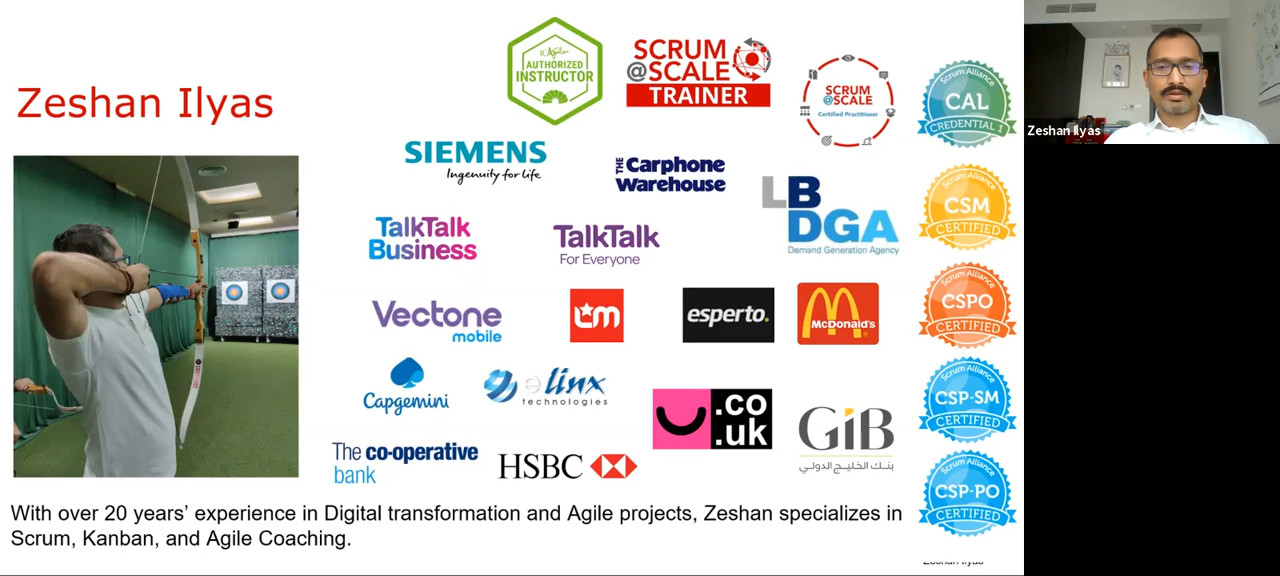 Zeshan Ilyas
ICAgile
AUTHORIZED
INSTRUCTOR
SCRUM
@SCALE
TRAINER
SCRUM
@SCALE
Certified Practitioner
Scrum Alliance
CAL
CREDENTIAL 1
Zeshan Ilyas
SIEMENS
Ingenuity for life
THE Carphone
Warehouse
LB
DGA
Demand Generation Agency
Scrum Alliance
CSM
CERTIFIED
TalkTalk
Business
TalkTalk
For Everyone
Vectone
mobile
esperto.
McDonald's
Scrum Alliance
CSPO
CERTIFIED
Capgemini
elinx
technologies
.co
.uk
GiB
بنك الخليج الدولي
Scrum Alliance
CSP-SM
CERTIFIED
The co-operative
bank
HSBC
Scrum Alliance
CSP-PO
CERTIFIED
With over 20 years' experience in Digital transformation and Agile projects, Zeshan specializes in
Scrum, Kanban, and Agile Coaching.
Zeshan Ilyas